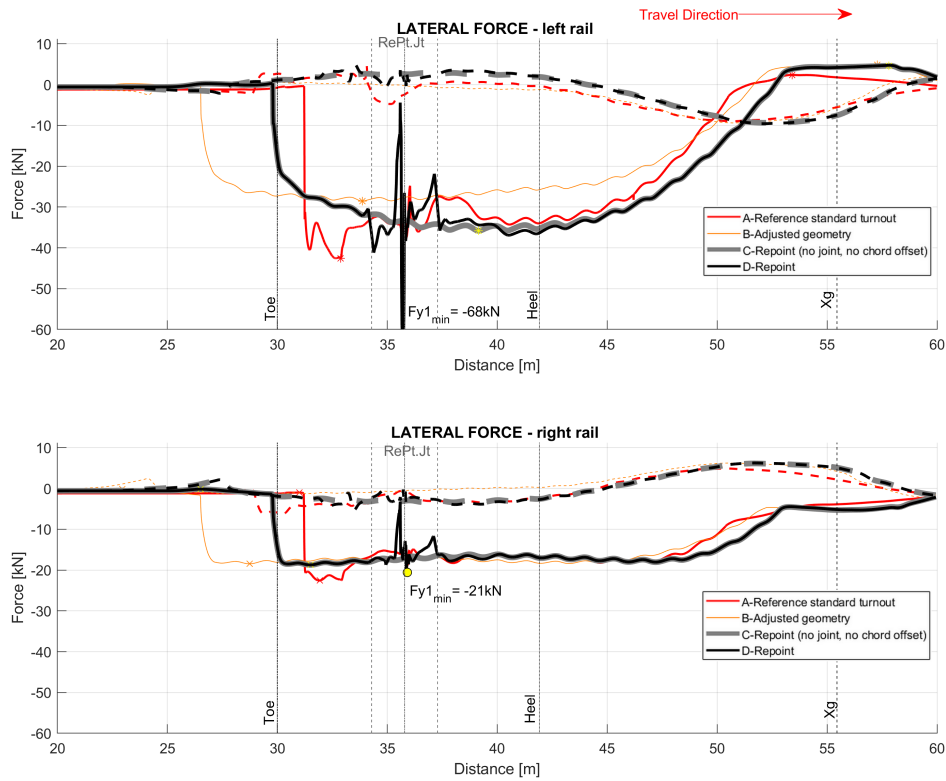 Travel Direction
LATERAL FORCE - left rail
RePt.Jt
10
0
-10
-20
-30
-40
-50
-60
Force [kN]
Toe
Fy1min= -68kN
Heel
Xg
A-Reference standard turnout
B-Adjusted geometry
C-Repoint (no joint, no chord offset)
D-Repoint
20 25 30 35 40 45 50 55 60
Distance [m]
LATERAL FORCE - right rail
RePt.Jt
10
0
-10
-20
-30
-40
-50
-60
Force [kN]
Toe
Fy1min= -21kN
Heel
Xg
A-Reference standard turnout
B-Adjusted geometry
C-Repoint (no joint, no chord offset)
D-Repoint
20 25 30 35 40 45 50 55 60
Distance [m]